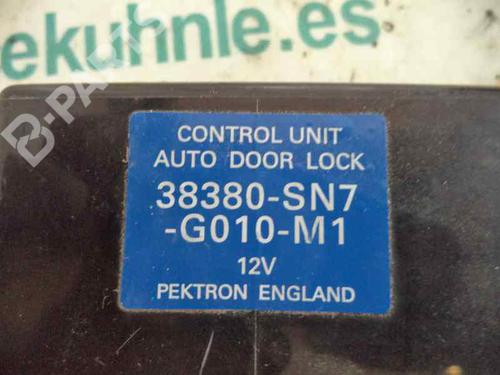 ekuhnle.es
B-PARTS
CONTROL UNIT
AUTO DOOR LOCK
38380-SN7
-G010-M1
12V
PEKTRON ENGLAND